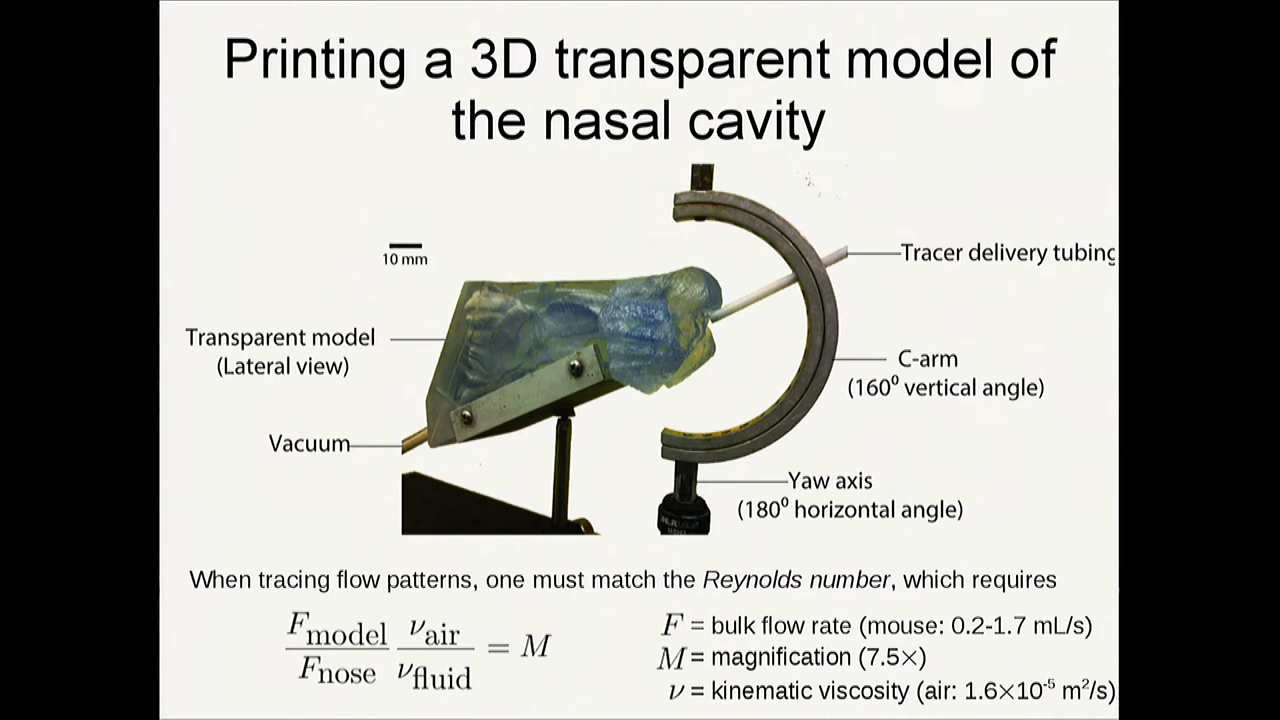 Printing a 3D transparent model of
the nasal cavity
10 mm
Tracer delivery tubing
Transparent model
(Lateral view)
C-arm
(160⁰ vertical angle)
Vacuum
Yaw axis
(180⁰ horizontal angle)
When tracing flow patterns, one must match the Reynolds number, which requires
F_model/F_nose ν_air/ν_fluid = M
F = bulk flow rate (mouse: 0.2-1.7 mL/s)
M = magnification (7.5×)
ν = kinematic viscosity (air: 1.6×10⁻⁵ m²/s)